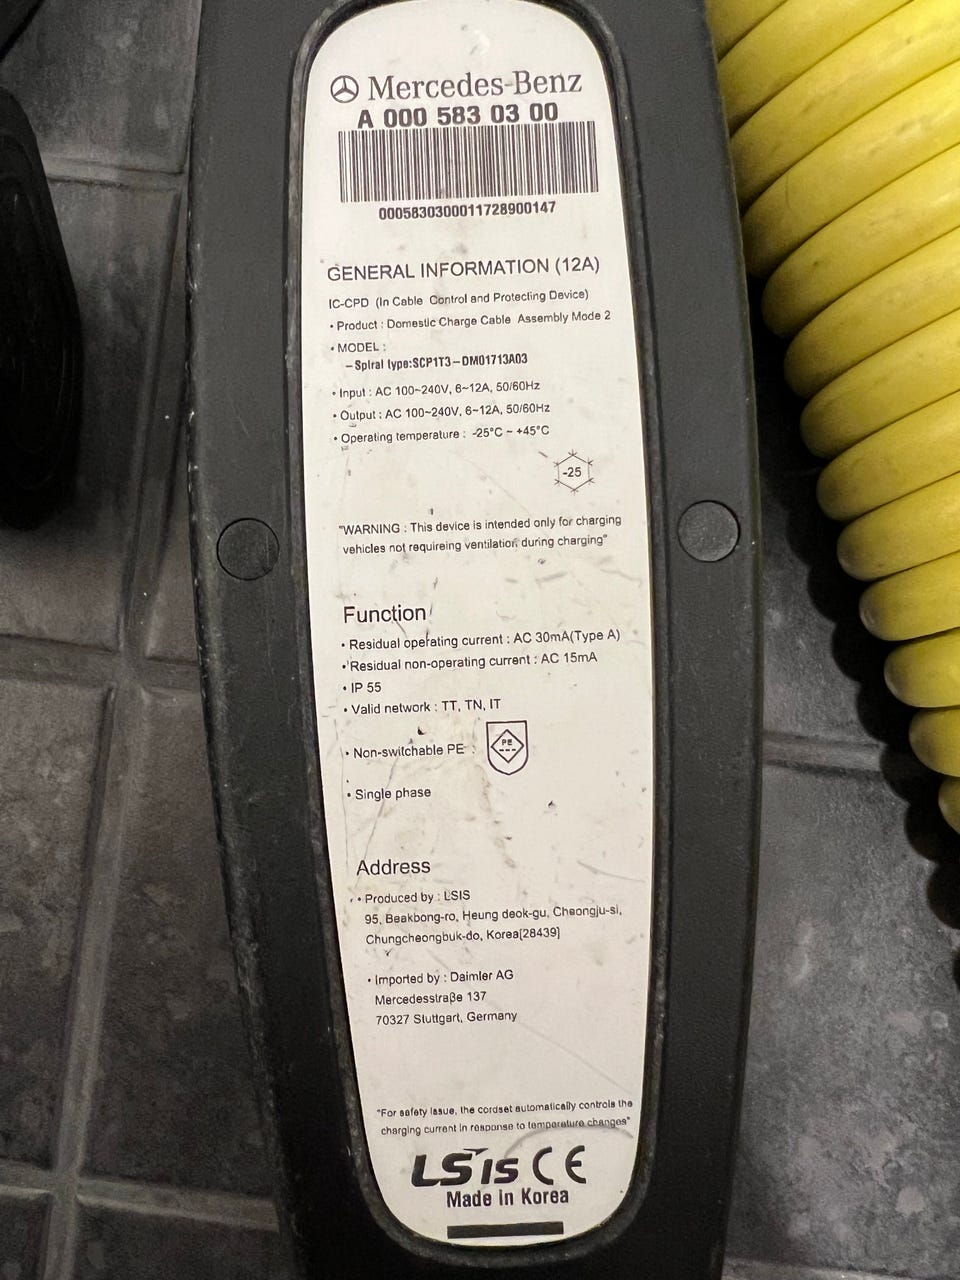 Mercedes-Benz
A 000 583 03 00
0005830300011728900147
GENERAL INFORMATION (12A)
IC-CPD (In Cable Control and Protecting Device)
• Product : Domestic Charge Cable Assembly Mode 2
• MODEL :
-Spiral type:SCP1T3-DM01713A03
• Input : AC 100~240V, 6~12A, 50/60Hz
• Output : AC 100~240V, 6~12A, 50/60Hz
• Operating temperature : -25°C ~ +45°C
-25
"WARNING : This device is intended only for charging
vehicles not requireing ventilation during charging"
Function
• Residual operating current : AC 30mA(Type A)
• Residual non-operating current : AC 15mA
• IP 55
• Valid network : TT, TN, IT
• Non-switchable PE :
PE
• Single phase
Address
• Produced by : LSIS
95, Beakbong-ro, Heung deok-gu, Cheongju-si,
Chungcheongbuk-do, Korea[28439]
• Imported by : Daimler AG
Mercedesstraβe 137
70327 Stuttgart, Germany
"For safety issue, the cordset automatically controls the
charging current in response to temperature changes"
LSIS CE
Made in Korea